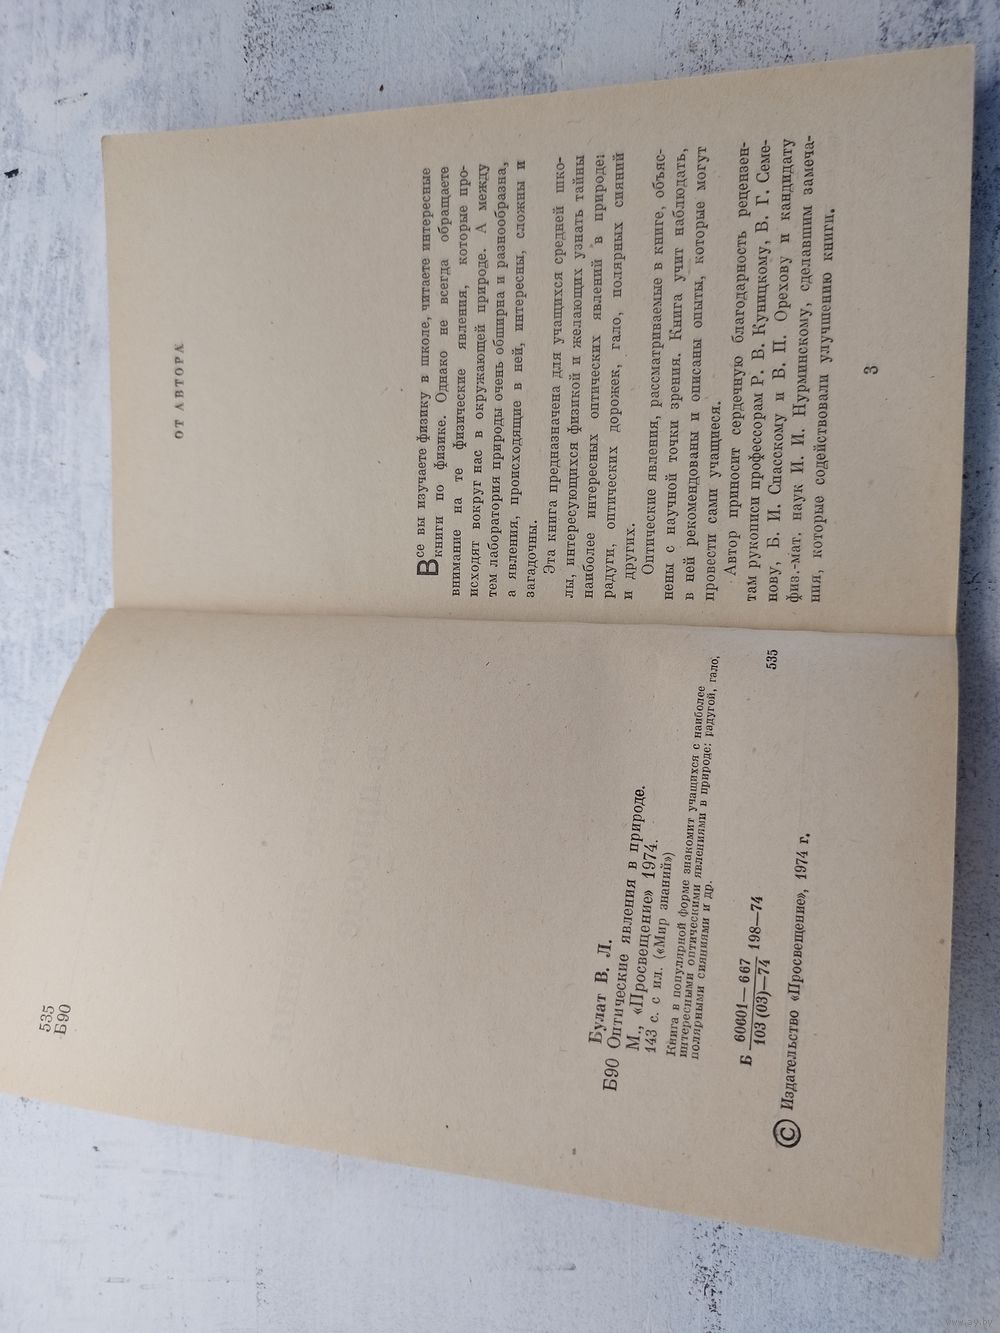 535
Б90
Булат В. Л.
Б90 Оптические явления в природе.
М., «Просвещение» 1974.
143 с. с ил. («Мир знаний»)
Книга в популярной форме знакомит учащихся с наиболее
интересными оптическими явлениями в природе: радугой, гало,
полярными сияниями и др.
Б 60601—667
103 (03)—74 198—74
535
© Издательство «Просвещение», 1974 г.
ОТ АВТОРА
Все вы изучаете физику в школе, читаете интересные
книги по физике. Однако не всегда обращаете
внимание на те физические явления, которые про-
исходят вокруг нас в окружающей природе. А между
тем лаборатория природы очень обширна и разнообразна,
а явления, происходящие в ней, интересны, сложны и
загадочны.
Эта книга предназначена для учащихся средней шко-
лы, интересующихся физикой и желающих узнать тайны
наиболее интересных оптических явлений в природе:
радуги, оптических дорожек, гало, полярных сияний
и других.
Оптические явления, рассматриваемые в книге, объяс-
нены с научной точки зрения. Книга учит наблюдать,
в ней рекомендованы и описаны опыты, которые могут
провести сами учащиеся.
Автор приносит сердечную благодарность рецензен-
там рукописи профессорам Р. В. Куницкому, В. Г. Семе-
нову, Б. И. Спасскому и В. П. Орехову и кандидату
физ.-мат. наук И. И. Нурминскому, сделавшим замеча-
ния, которые содействовали улучшению книги.
3
www.ay.by